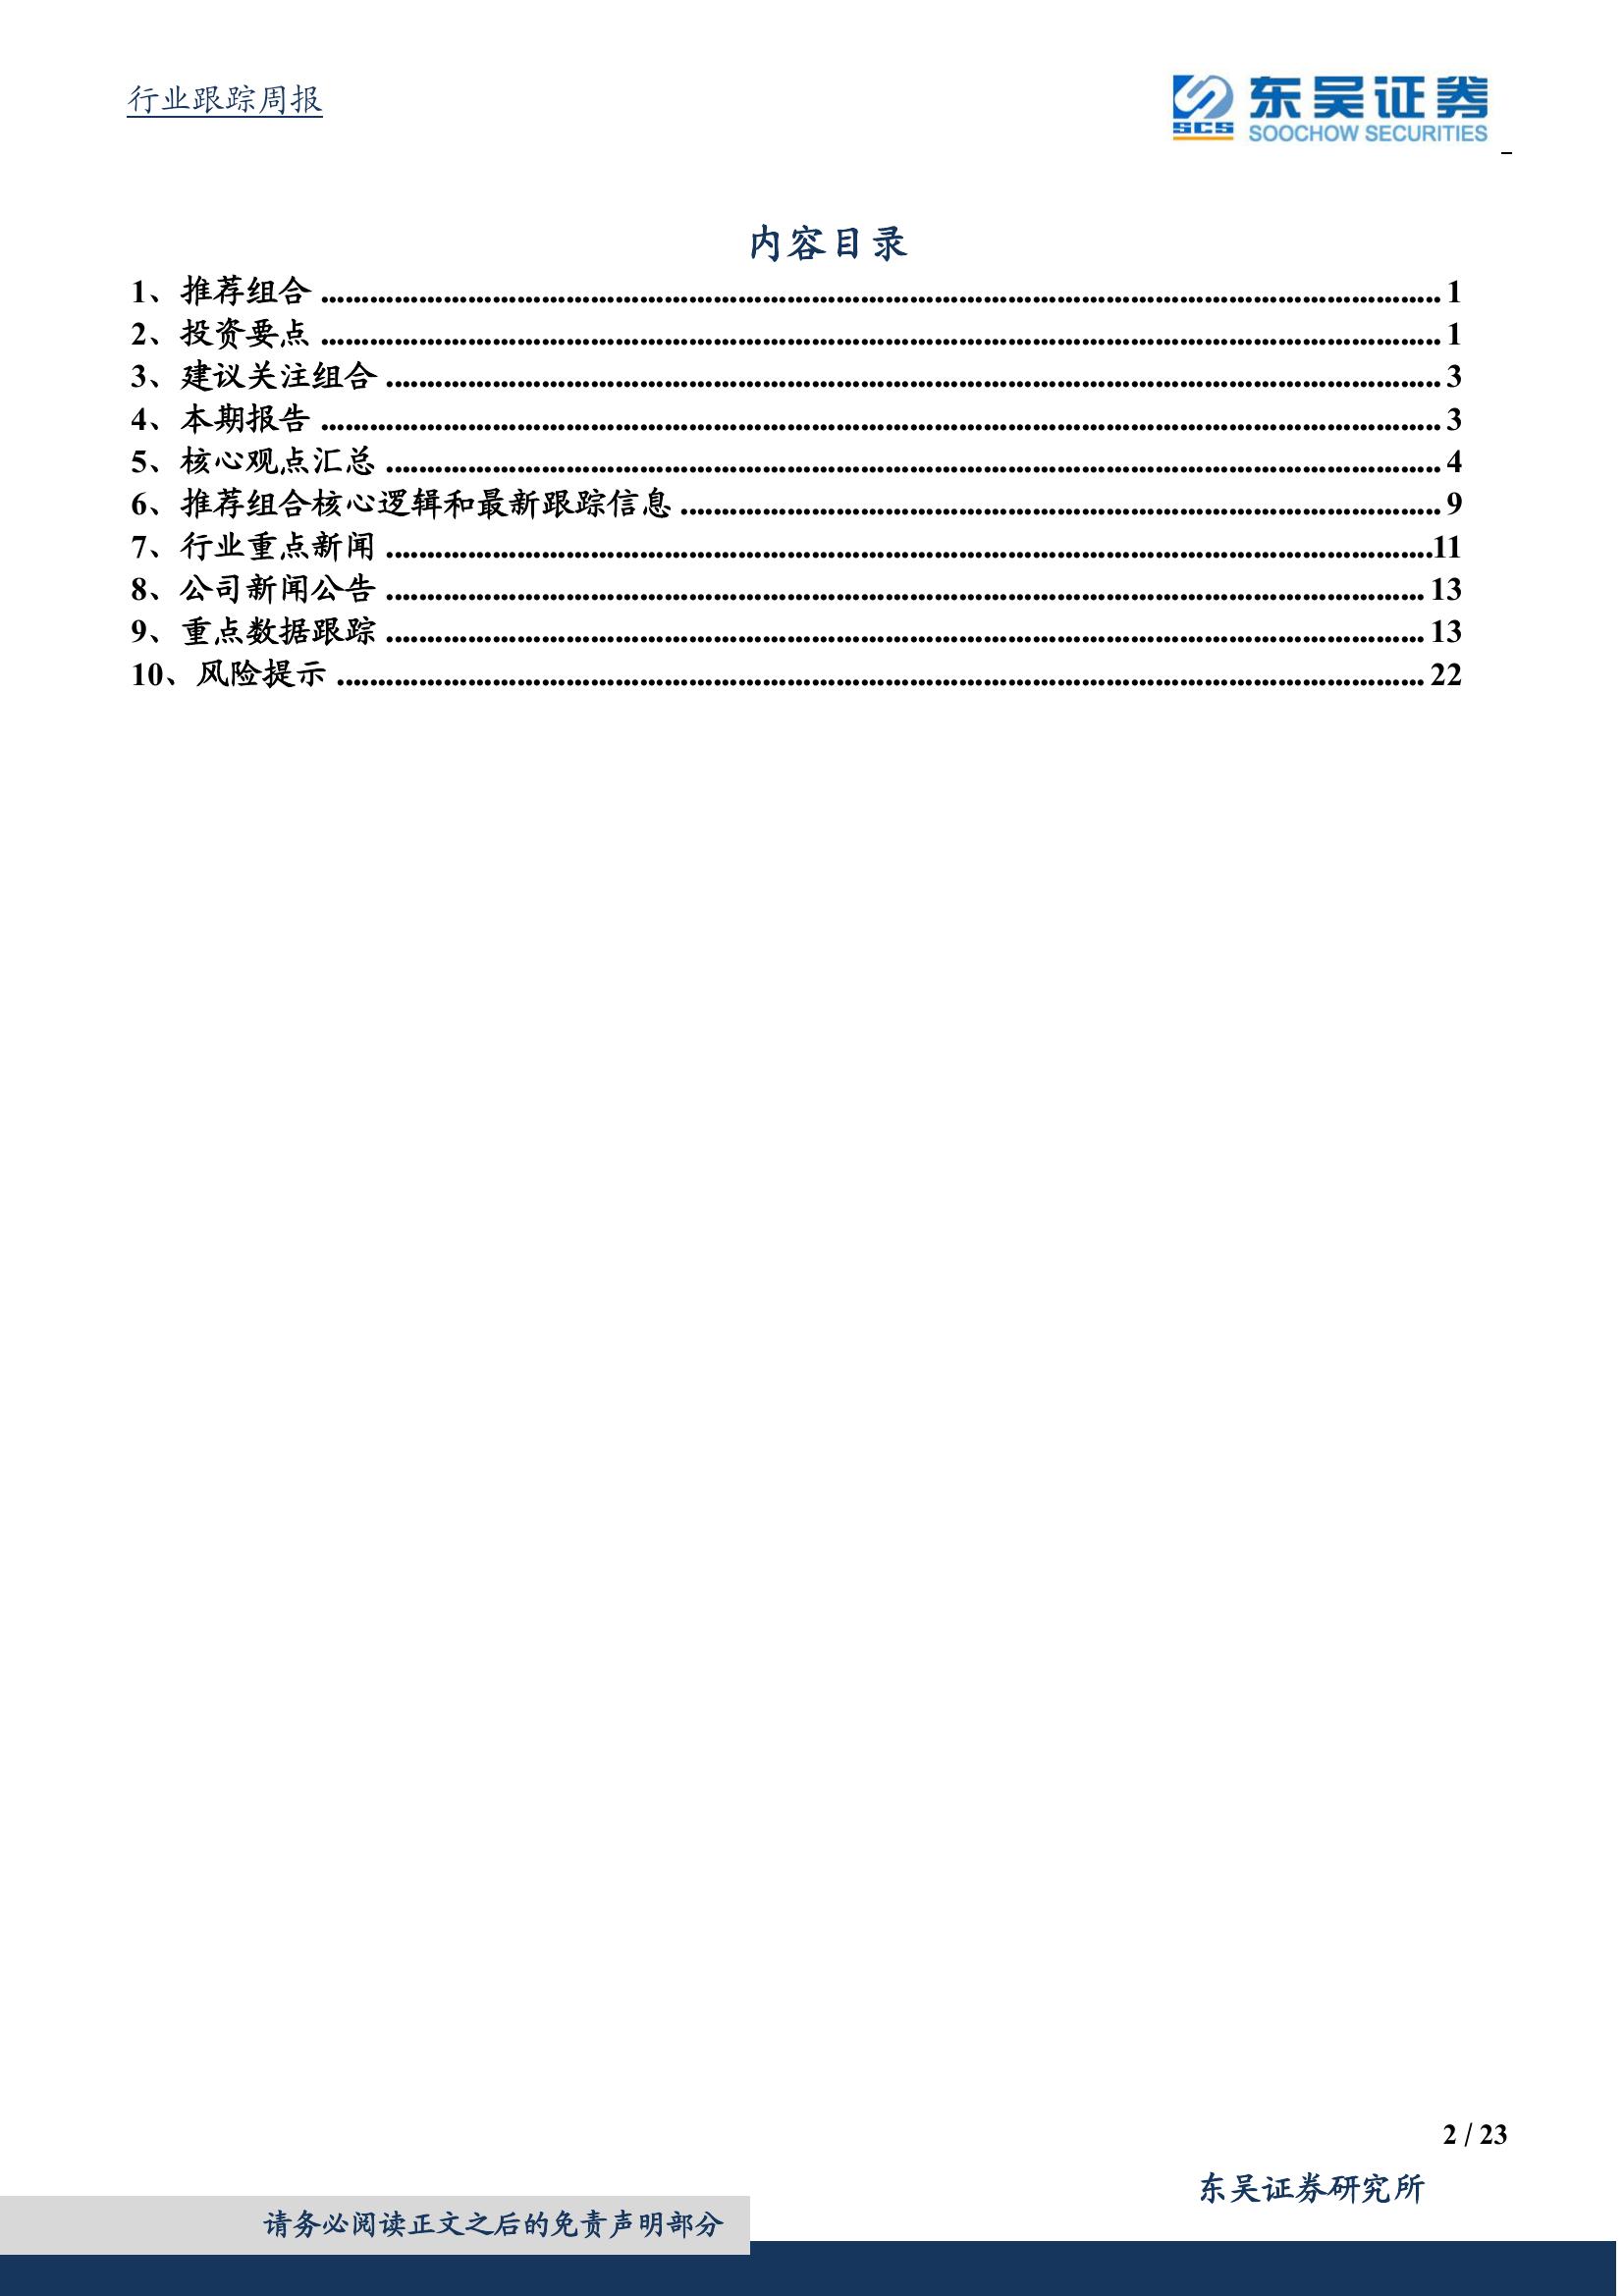 行业跟踪周报
SCS
东吴证券
SOOCHOW SECURITIES
内容目录
1、推荐组合 ........ 1
2、投资要点 ........ 1
3、建议关注组合 ........ 3
4、本期报告 ........ 3
5、核心观点汇总 ........ 4
6、推荐组合核心逻辑和最新跟踪信息 ........ 9
7、行业重点新闻 ........ 11
8、公司新闻公告 ........ 13
9、重点数据跟踪 ........ 13
10、风险提示 ........ 22
2 / 23
东吴证券研究所
请务必阅读正文之后的免责声明部分